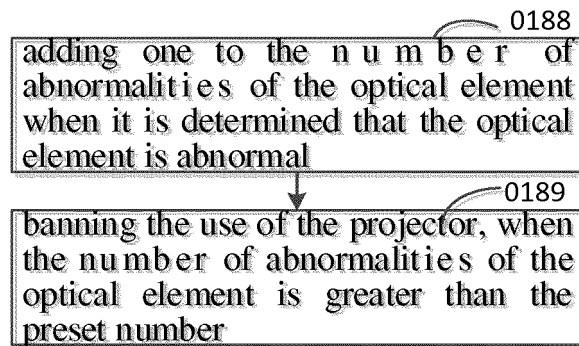 0188
adding one to the number of
abnormalities of the optical element
when it is determined that the optical
element is abnormal
0189
banning the use of the projector, when
the number of abnormalities of the
optical element is greater than the
preset number